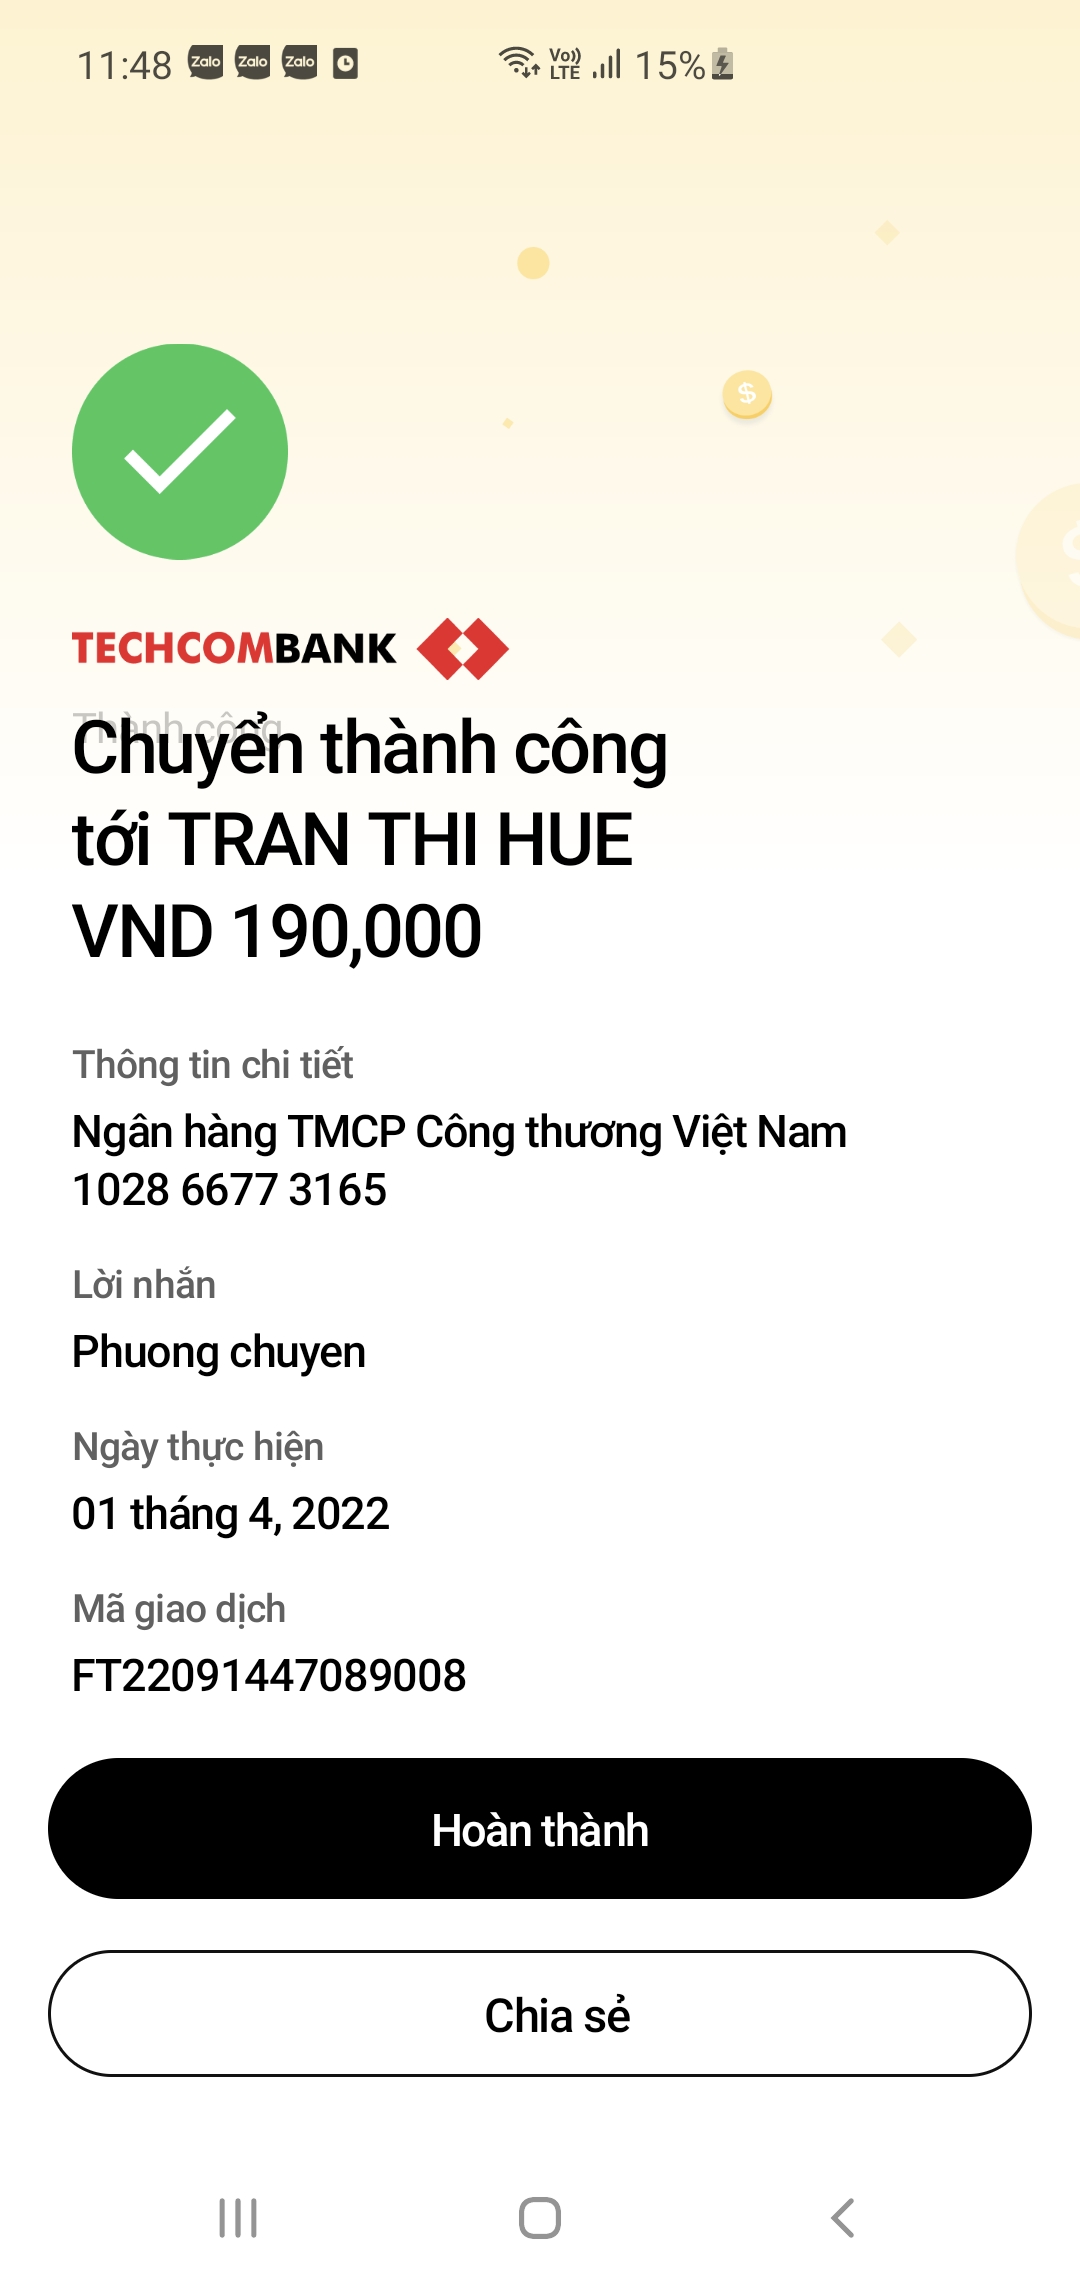 11:48 Zalo Zalo Zalo Vo)) LTE 15%
TECHCOMBANK
Thành công
Chuyển thành công
tới TRAN THI HUE
VND 190,000
Thông tin chi tiết
Ngân hàng TMCP Công thương Việt Nam
1028 6677 3165
Lời nhắn
Phuong chuyen
Ngày thực hiện
01 tháng 4, 2022
Mã giao dịch
FT22091447089008
Hoàn thành
Chia sẻ